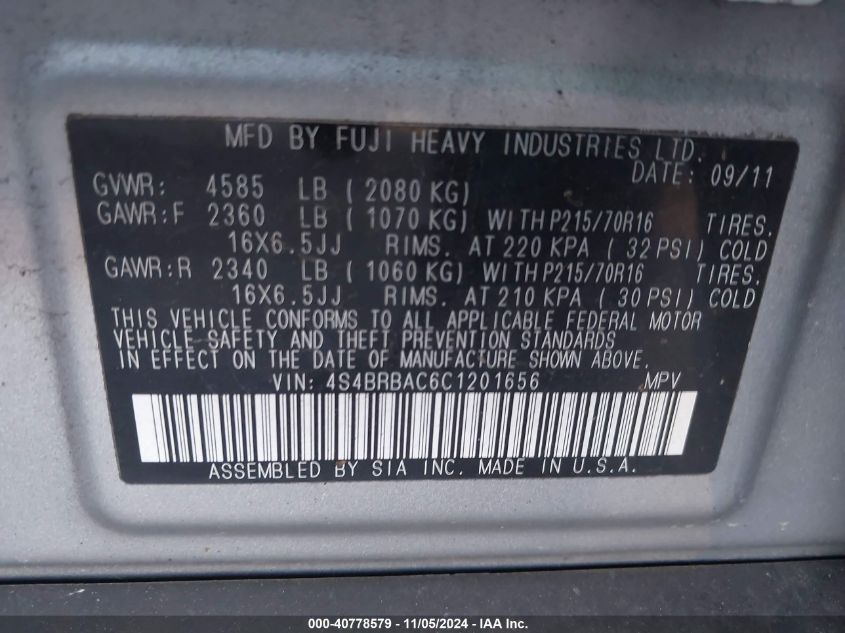 MFD BY FUJI HEAVY INDUSTRIES LTD.
DATE: 09/11
GVWR: 4585 LB ( 2080 KG)
GAWR:F 2360 LB ( 1070 KG) WITH P215/70R16 TIRES.
16X6.5JJ RIMS. AT 220 KPA ( 32 PSI) COLD
GAWR:R 2340 LB ( 1060 KG) WITH P215/70R16 TIRES.
16X6.5JJ RIMS. AT 210 KPA ( 30 PSI) COLD
THIS VEHICLE CONFORMS TO ALL APPLICABLE FEDERAL MOTOR
VEHICLE SAFETY AND THEFT PREVENTION STANDARDS
IN EFFECT ON THE DATE OF MANUFACTURE SHOWN ABOVE.
VIN: 4S4BRBAC6C1201656 MPV
ASSEMBLED BY SIA INC. MADE IN U.S.A.
000-40778579 - 11/05/2024 - IAA, Inc.